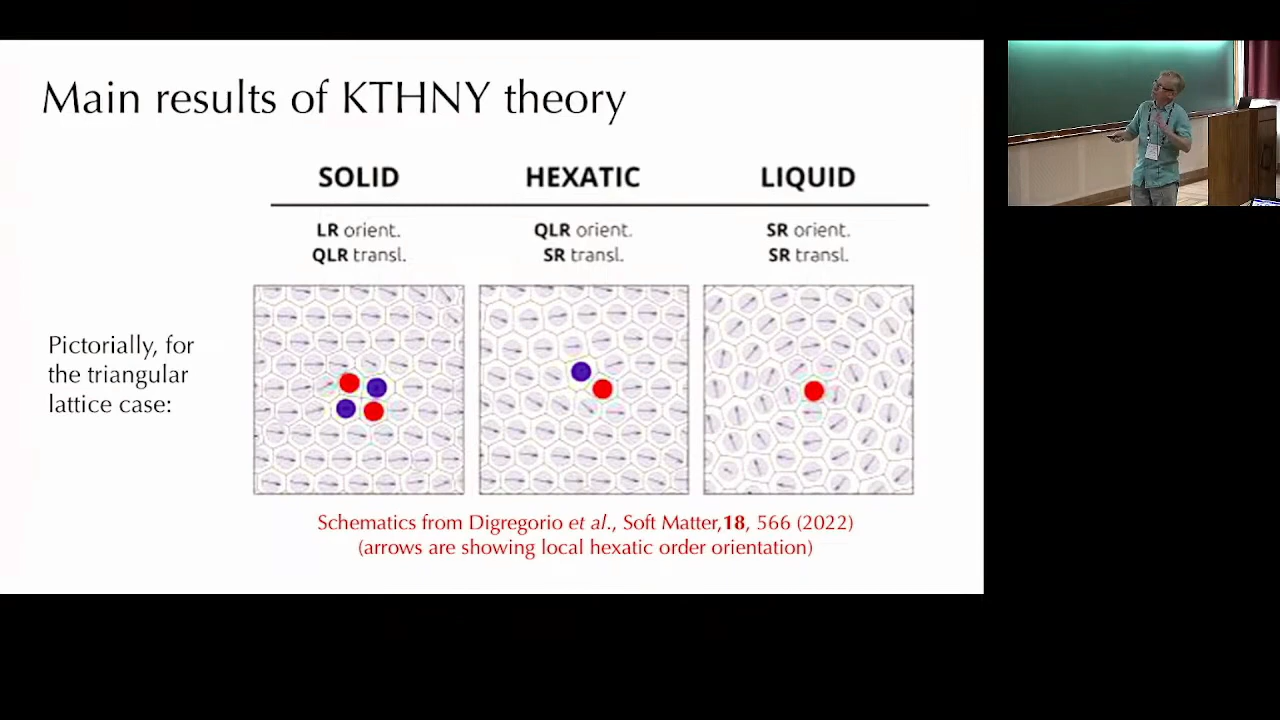 Main results of KTHNY theory
SOLID HEXATIC LIQUID
LR orient. QLR orient. SR orient.
QLR transl. SR transl. SR transl.
Pictorially, for
the triangular
lattice case:
Schematics from Digregorio et al., Soft Matter,18, 566 (2022)
(arrows are showing local hexatic order orientation)